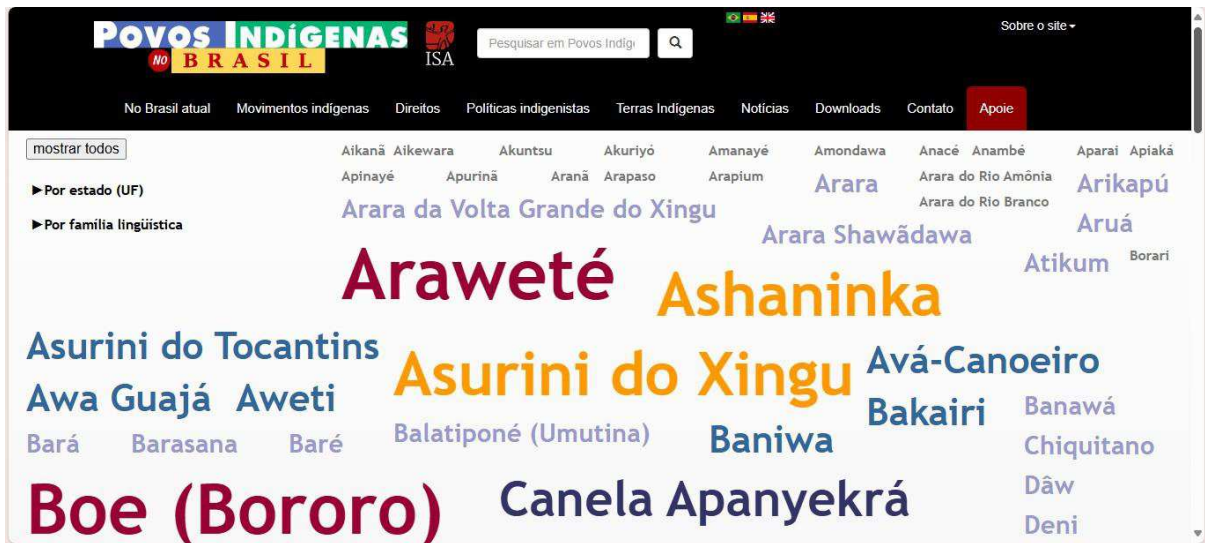 POVOS INDÍGENAS
NO BRASIL
ISA
Pesquisar em Povos Indíg
Sobre o site
No Brasil atual Movimentos indígenas Direitos Políticas indigenistas Terras Indígenas Notícias Downloads Contato Apoie
mostrar todos
►Por estado (UF)
►Por família lingüística
Aikanã Aikewara Akuntsu Akuriyó Amanayé Amondawa Anacé Anambé Aparai Apiaká
Apinayé Apurinã Aranã Arapaso Arapium Arara Arara do Rio Amônia Arikapú
Arara da Volta Grande do Xingu Arara do Rio Branco
Arara Shawãdawa Aruá
Araweté Ashaninka Atikum Borari
Asurini do Tocantins Asurini do Xingu Avá-Canoeiro
Awa Guajá Aweti Bakairi Banawá
Bará Barasana Baré Balatiponé (Umutina) Baniwa Chiquitano
Boe (Bororo) Canela Apanyekrá Dâw
Deni